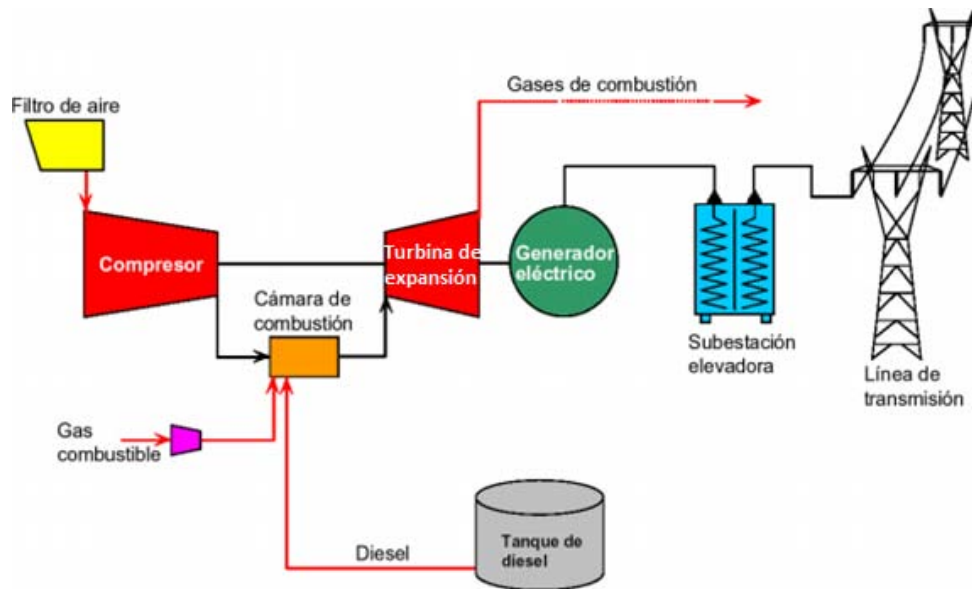 Filtro de aire
Gases de combustión
Compresor
Turbina de
expansión
Generador
eléctrico
Cámara de
combustión
Subestación
elevadora
Línea de
transmisión
Gas
combustible
Diesel
Tanque de
diesel